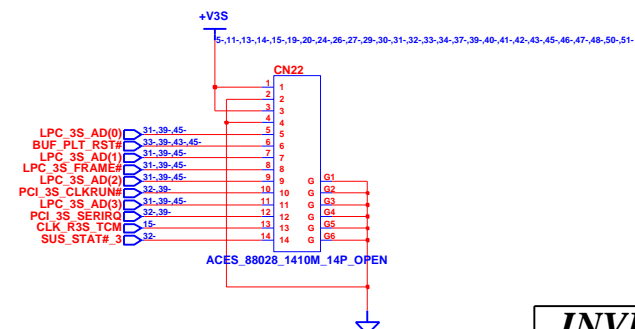 +V3S
5-,11-,13-,14-,15-,19-,20-,24-,26-,27-,29-,30-,31-,32-,33-,34-,37-,39-,40-,41-,42-,43-,45-,46-,47-,48-,50-,51-
CN22
1 1
2 2
3 3
4 4
LPC_3S_AD(0) 31-,39-,45- 5 5
BUF_PLT_RST# 33-,39-,43-,45- 6 6
LPC_3S_AD(1) 31-,39-,45- 7 7
LPC_3S_FRAME# 31-,39-,45- 8 8
LPC_3S_AD(2) 31-,39-,45- 9 9 G G1
PCI_3S_CLKRUN# 32-,39- 10 10 G G2
LPC_3S_AD(3) 31-,39-,45- 11 11 G G3
PCI_3S_SERIRQ 32-,39- 12 12 G G4
CLK_R3S_TCM 15- 13 13 G G5
SUS_STAT#_3 32- 14 14 G G6
ACES_88028_1410M_14P_OPEN